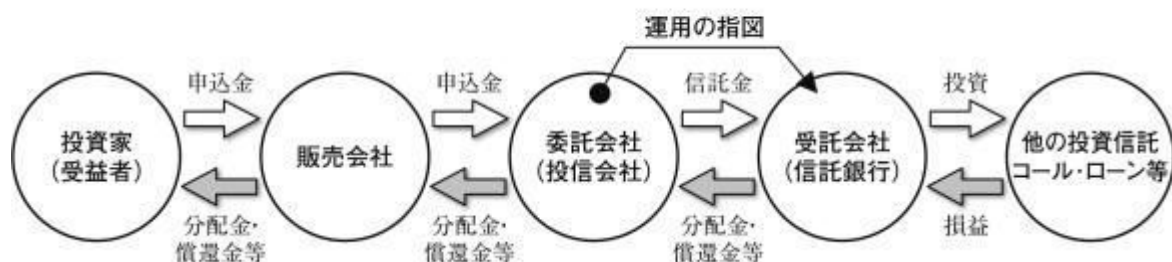 運用の指図
申込金
申込金
信託金
投資
投資家
(受益者)
販売会社
委託会社
(投信会社)
受託会社
(信託銀行)
他の投資信託
コール・ローン等
分配金・
償還金等
分配金・
償還金等
分配金・
償還金等
損益